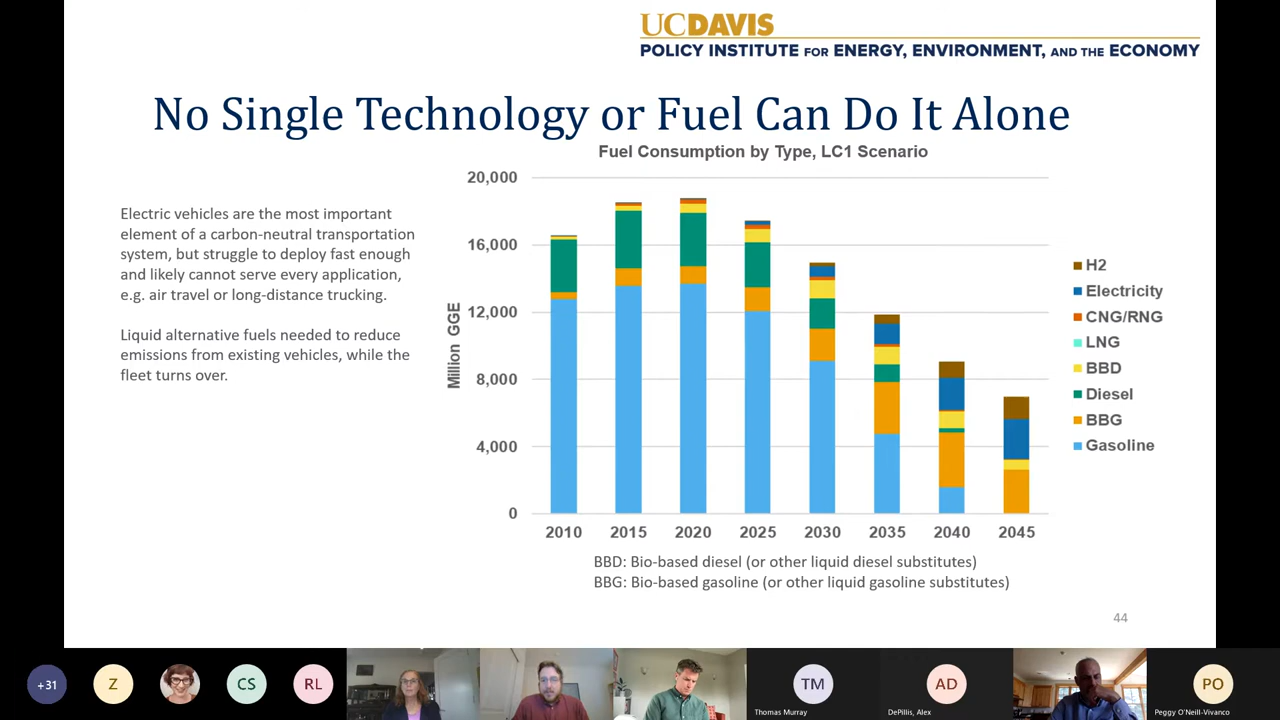 UCDAVIS
POLICY INSTITUTE FOR ENERGY, ENVIRONMENT, AND THE ECONOMY
No Single Technology or Fuel Can Do It Alone
Fuel Consumption by Type, LC1 Scenario
Electric vehicles are the most important
element of a carbon-neutral transportation
system, but struggle to deploy fast enough
and likely cannot serve every application,
e.g. air travel or long-distance trucking.
Liquid alternative fuels needed to reduce
emissions from existing vehicles, while the
fleet turns over.
Million GGE
20,000
16,000
12,000
8,000
4,000
0
2010 2015 2020 2025 2030 2035 2040 2045
H2
Electricity
CNG/RNG
LNG
BBD
Diesel
BBG
Gasoline
BBD: Bio-based diesel (or other liquid diesel substitutes)
BBG: Bio-based gasoline (or other liquid gasoline substitutes)
44
+31
Z
CS
RL
TM
Thomas Murray
AD
DePillis, Alex
PO
Peggy O'Neill-Vivanco